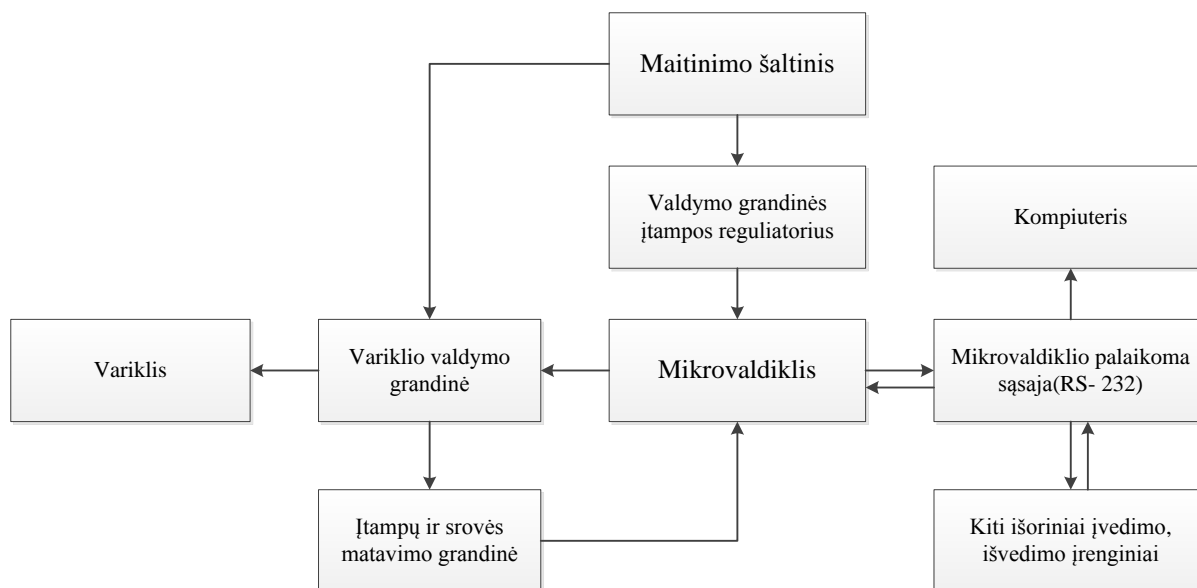 Maitinimo šaltinis
Valdymo grandinės
įtampos reguliatorius
Kompiuteris
Variklis
Variklio valdymo
grandinė
Mikrovaldiklis
Mikrovaldiklio palaikoma
sąsaja(RS- 232)
Įtampų ir srovės
matavimo grandinė
Kiti išoriniai įvedimo,
išvedimo įrenginiai